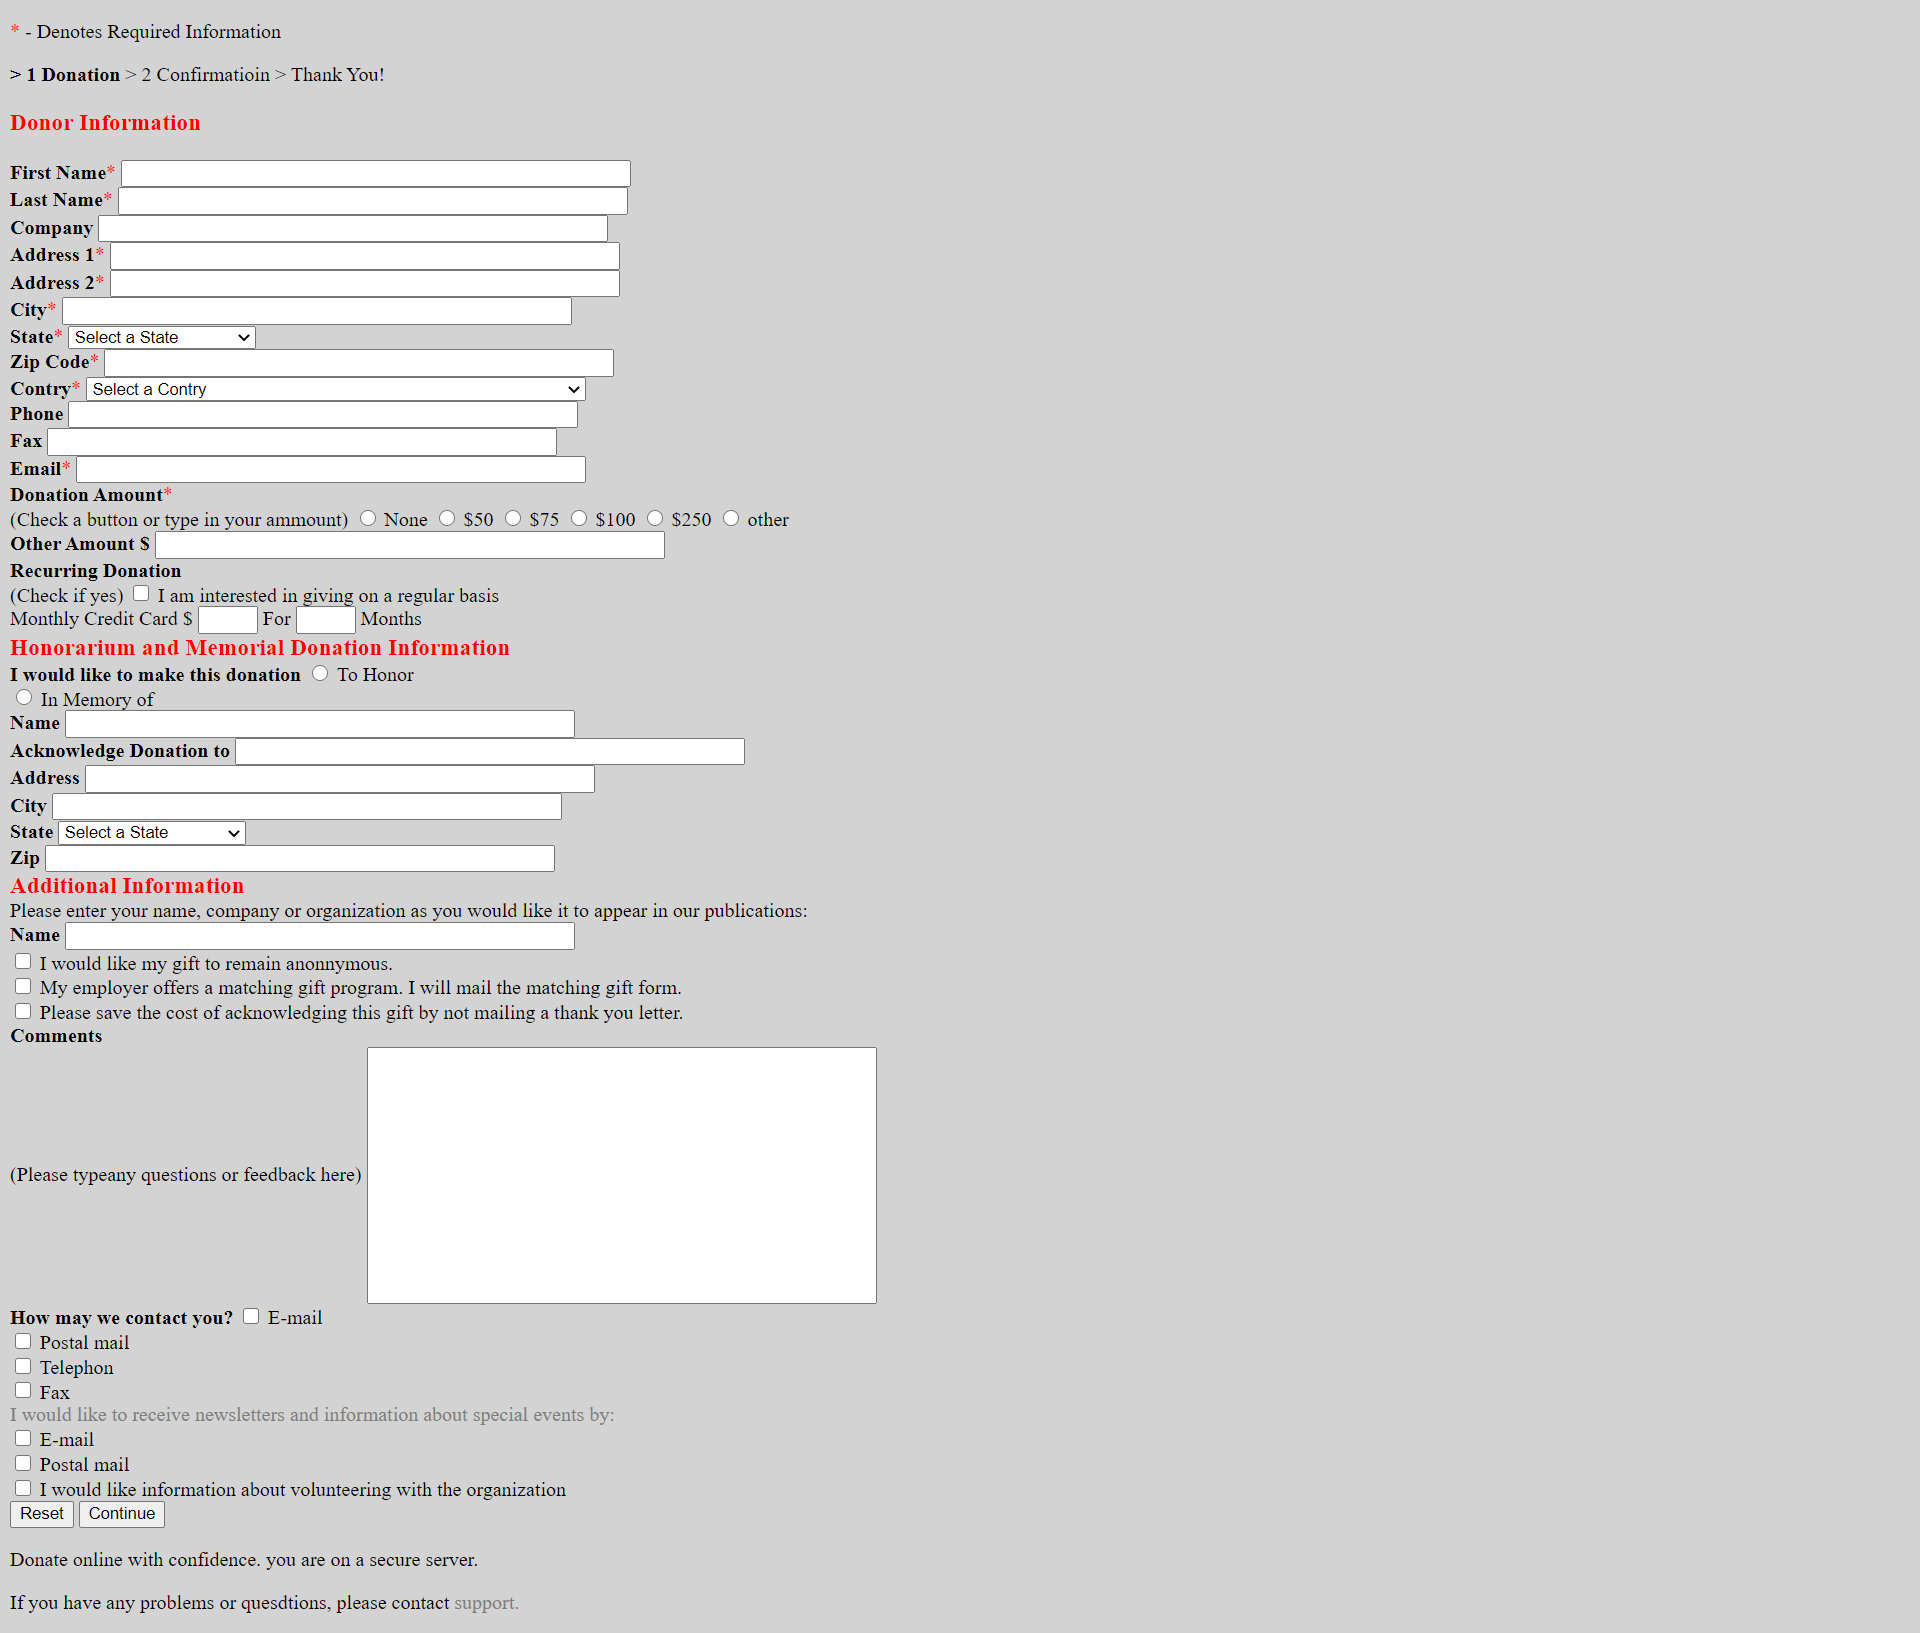 * - Denotes Required Information
> 1 Donation > 2 Confirmatioin > Thank You!
Donor Information
First Name*
Last Name*
Company
Address 1*
Address 2*
City*
State* Select a State
Zip Code*
Contry* Select a Contry
Phone
Fax
Email*
Donation Amount*
(Check a button or type in your ammount) None $50 $75 $100 $250 other
Other Amount $
Recurring Donation
(Check if yes) I am interested in giving on a regular basis
Monthly Credit Card $ For Months
Honorarium and Memorial Donation Information
I would like to make this donation To Honor
In Memory of
Name
Acknowledge Donation to
Address
City
State Select a State
Zip
Additional Information
Please enter your name, company or organization as you would like it to appear in our publications:
Name
I would like my gift to remain anonnymous.
My employer offers a matching gift program. I will mail the matching gift form.
Please save the cost of acknowledging this gift by not mailing a thank you letter.
Comments
(Please typeany questions or feedback here)
How may we contact you? E-mail
Postal mail
Telephon
Fax
I would like to receive newsletters and information about special events by:
E-mail
Postal mail
I would like information about volunteering with the organization
Reset Continue
Donate online with confidence. you are on a secure server.
If you have any problems or quesdtions, please contact support.